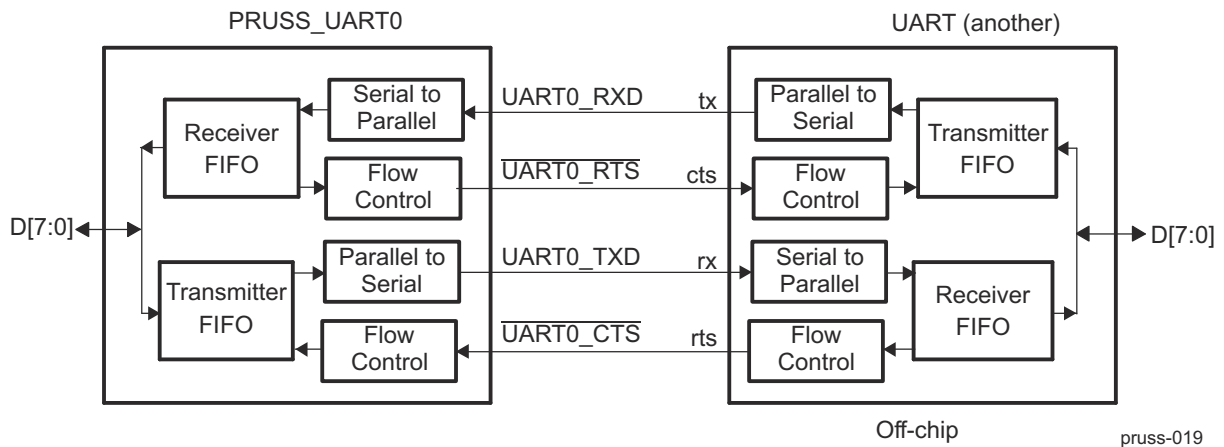 PRUSS_UART0
UART (another)
Serial to
Parallel
UART0_RXD
tx
Parallel to
Serial
Receiver
FIFO
Transmitter
FIFO
Flow
Control
UART0_RTS
cts
Flow
Control
D[7:0]
D[7:0]
Parallel to
Serial
UART0_TXD
rx
Serial to
Parallel
Transmitter
FIFO
Receiver
FIFO
Flow
Control
UART0_CTS
rts
Flow
Control
Off-chip
pruss-019